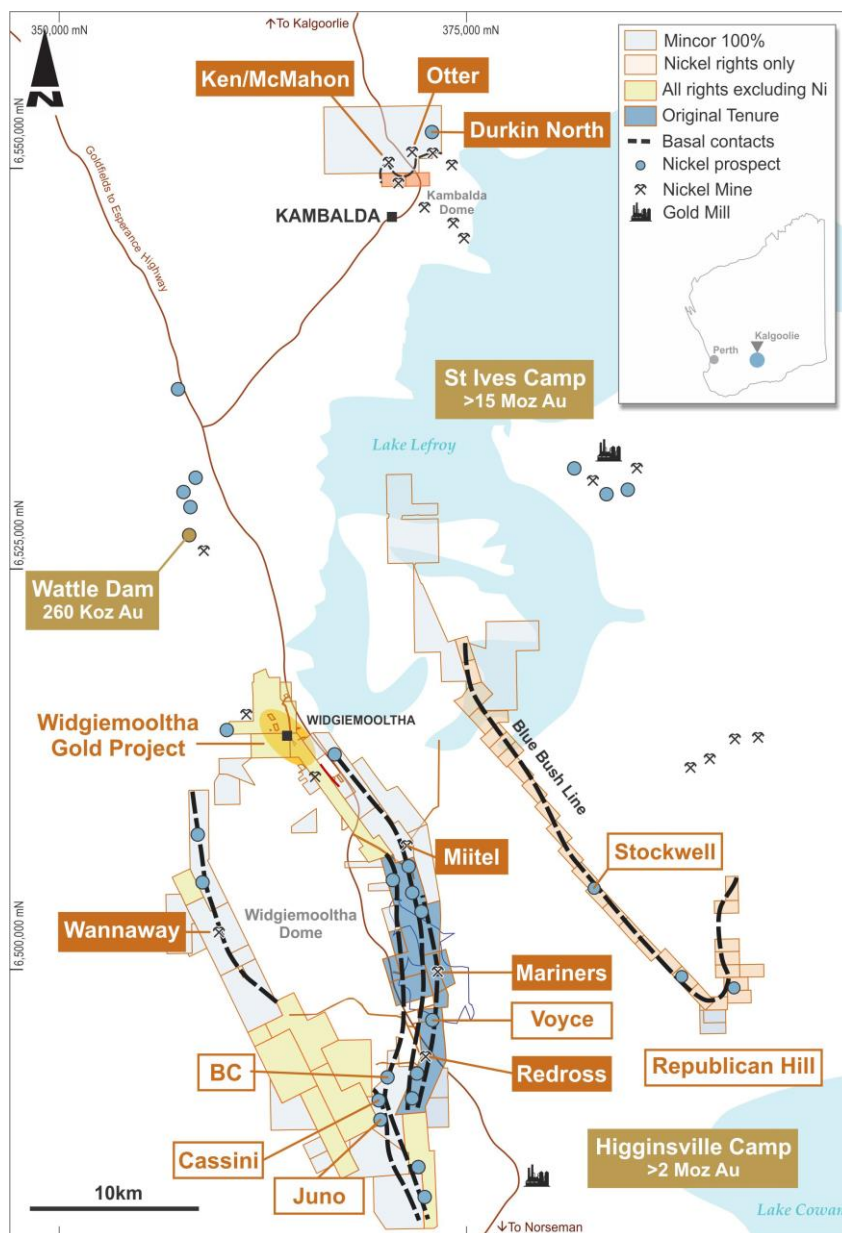 350,000 mN
↑To Kalgoorlie
375,000 mN
Mincor 100%
Nickel rights only
All rights excluding Ni
Original Tenure
Basal contacts
Nickel prospect
Nickel Mine
Gold Mill
Perth
Kalgoolie
N
Ken/McMahon
Otter
Durkin North
6,550,000 mN
Goldfields to Esperance Highway
KAMBALDA
Kambalda
Dome
St Ives Camp
>15 Moz Au
Lake Lefroy
6,525,000 mN
Wattle Dam
260 Koz Au
Widgiemooltha
Gold Project
WIDGIEMOOLTHA
Blue Bush Line
Miitel
Stockwell
Wannaway
Widgiemooltha
Dome
6,500,000 mN
Mariners
Voyce
BC
Redross
Republican Hill
Cassini
Juno
Higginsville Camp
>2 Moz Au
10km
Lake Cowan
↓To Norseman